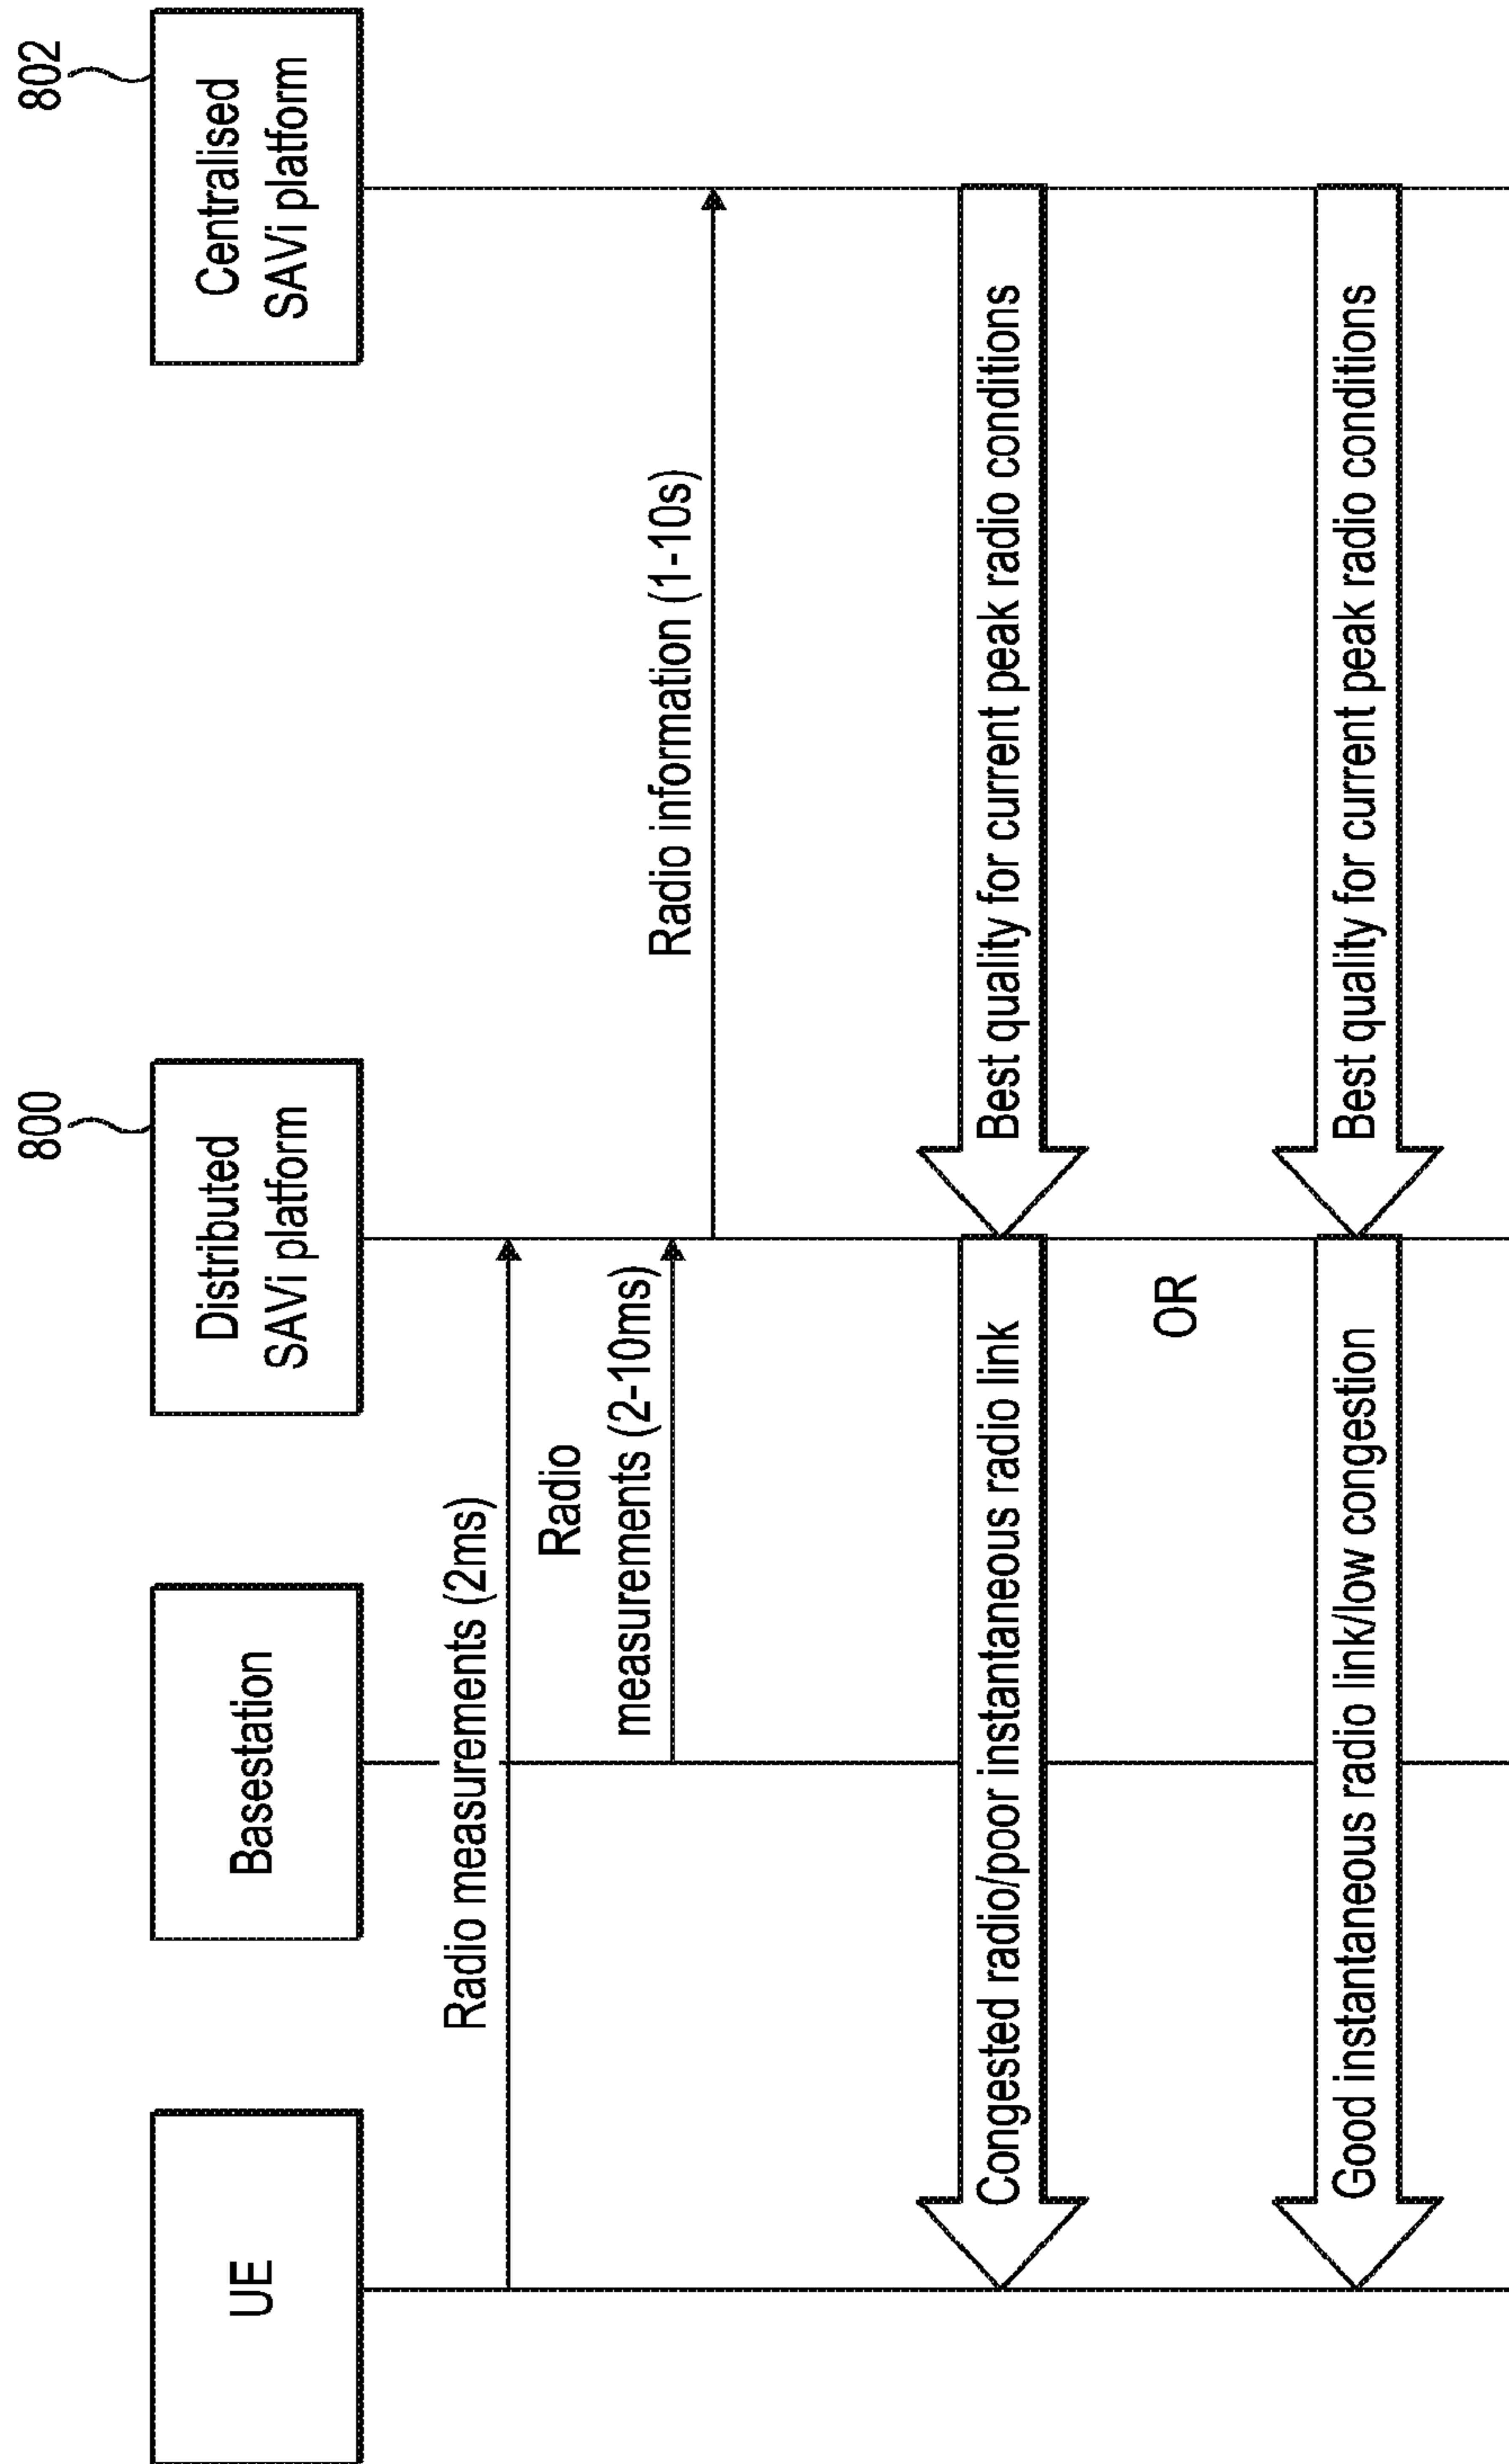 800
802
UE
Basestation
Distributed
SAVi platform
Centralised
SAVi platform
Radio measurements (2ms)
Radio
measurements (2-10ms)
Radio information (1-10s)
Congested radio/poor instantaneous radio link
Best quality for current peak radio conditions
OR
Good instantaneous radio link/low congestion
Best quality for current peak radio conditions